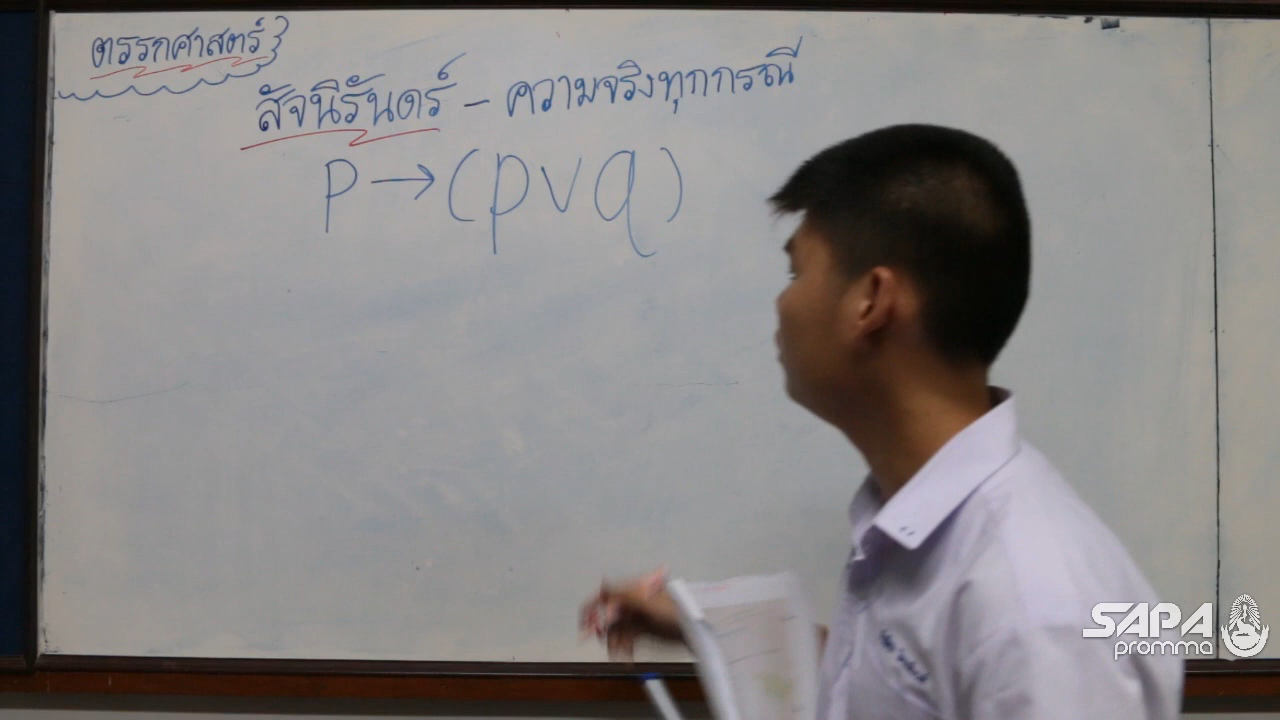 ตรรกศาสตร์
สัจนิรันดร์ - ความจริงทุกกรณี
p → (p ∨ q)
SAPA
promma